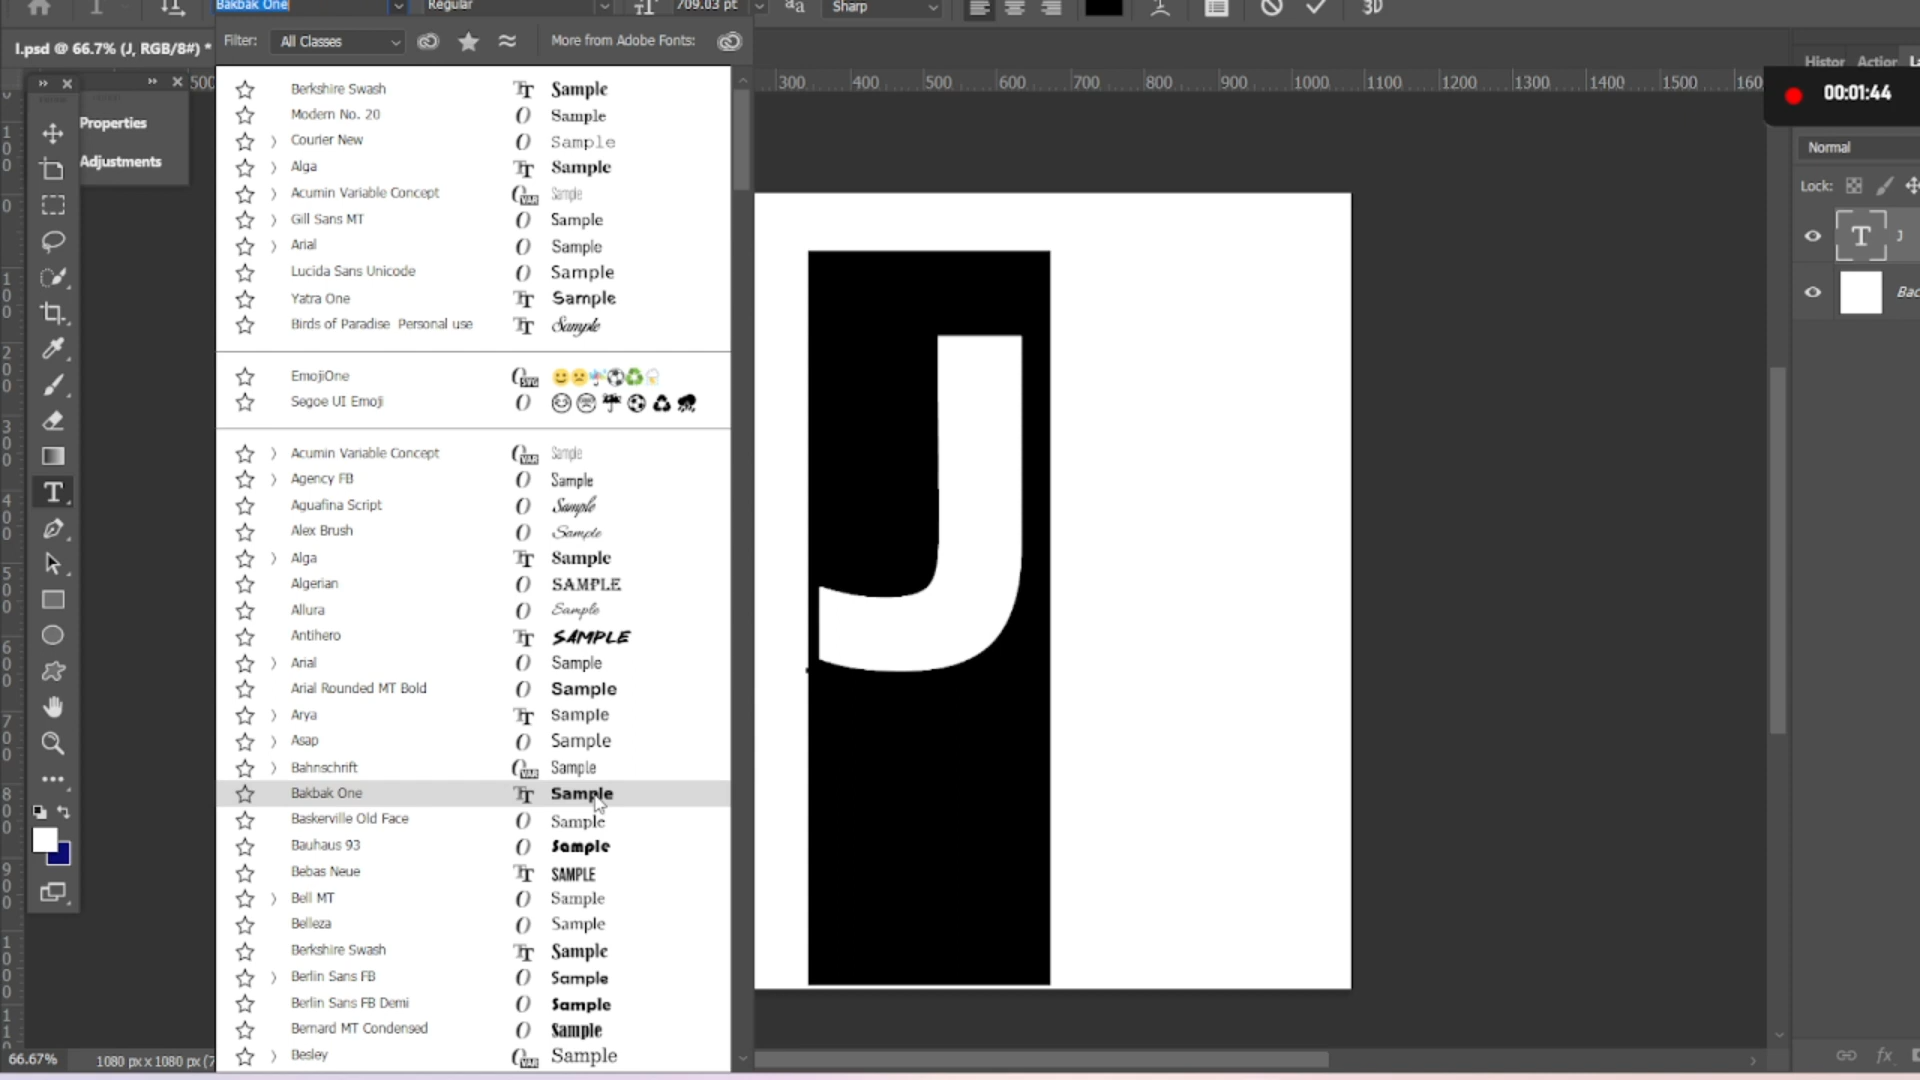 Bakbak One
Regular
709.03 pt
Sharp
3D
I.psd @ 66.7% (J, RGB/8#) *
Filter:
All Classes
More from Adobe Fonts:
Histor
Action
500
300 400 500 600 700 800 900 1000 1100 1200 1300 1400 1500
00:01:44
Properties
Adjustments
Normal
Lock:
J
Berkshire Swash Sample
Modern No. 20 Sample
Courier New Sample
Alga Sample
Acumin Variable Concept Sample
Gill Sans MT Sample
Arial Sample
Lucida Sans Unicode Sample
Yatra One Sample
Birds of Paradise Personal use Sample
EmojiOne
Segoe UI Emoji
Acumin Variable Concept Sample
Agency FB Sample
Aguafina Script Sample
Alex Brush Sample
Alga Sample
Algerian SAMPLE
Allura Sample
Antihero SAMPLE
Arial Sample
Arial Rounded MT Bold Sample
Arya Sample
Asap Sample
Bahnschrift Sample
Bakbak One Sample
Baskerville Old Face Sample
Bauhaus 93 Sample
Bebas Neue SAMPLE
Bell MT Sample
Belleza Sample
Berkshire Swash Sample
Berlin Sans FB Sample
Berlin Sans FB Demi Sample
Bernard MT Condensed Sample
Besley Sample
J
66.67%
1080 px x 1080 px (7
fx